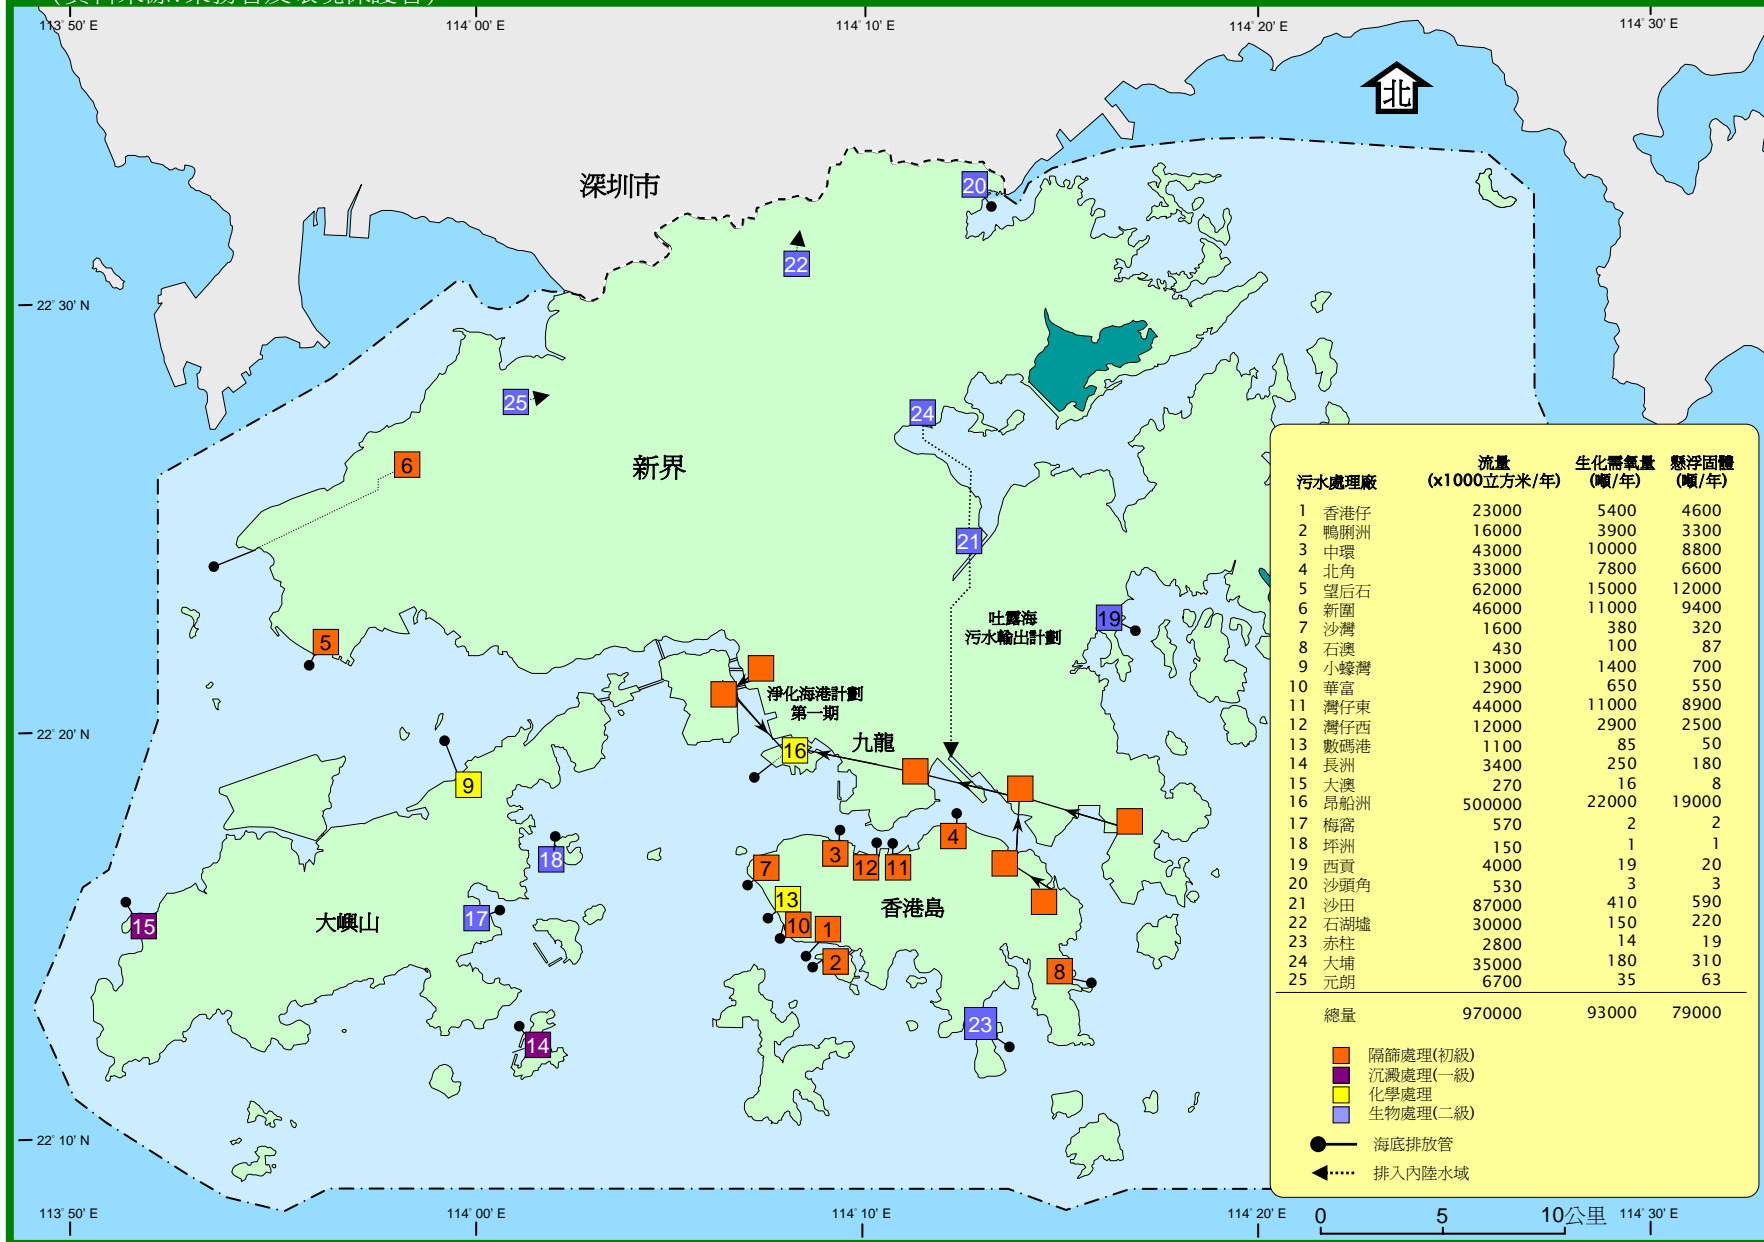 (資料來源:渠務署及環境保護署)
113° 50' E
114° 00' E
114° 10' E
114° 20' E
114° 30' E
北
深圳市
20
22
22° 30' N
25
24
6
新界
21
吐露海
污水輸出計劃
19
5
淨化海港計劃
第一期
22° 20' N
九龍
16
9
4
3
12
11
18
7
13
10
1
2
香港島
17
大嶼山
15
8
23
14
22° 10' N
污水處理廠 流量 (x1000立方米/年) 生化需氧量 (噸/年) 懸浮固體 (噸/年)
1 香港仔 23000 5400 4600
2 鴨脷洲 16000 3900 3300
3 中環 43000 10000 8800
4 北角 33000 7800 6600
5 望后石 62000 15000 12000
6 新圍 46000 11000 9400
7 沙灣 1600 380 320
8 石澳 430 100 87
9 小蠔灣 13000 1400 700
10 華富 2900 650 550
11 灣仔東 44000 11000 8900
12 灣仔西 12000 2900 2500
13 數碼港 1100 85 50
14 長洲 3400 250 180
15 大澳 270 16 8
16 昂船洲 500000 22000 19000
17 梅窩 570 2 2
18 坪洲 150 1 1
19 西貢 4000 19 20
20 沙頭角 530 3 3
21 沙田 87000 410 590
22 石湖墟 30000 150 220
23 赤柱 2800 14 19
24 大埔 35000 180 310
25 元朗 6700 35 63
總量 970000 93000 79000
隔篩處理(初級)
沉澱處理(一級)
化學處理
生物處理(二級)
海底排放管
排入內陸水域
113° 50' E
114° 00' E
114° 10' E
114° 20' E
0 5 10公里
114° 30' E